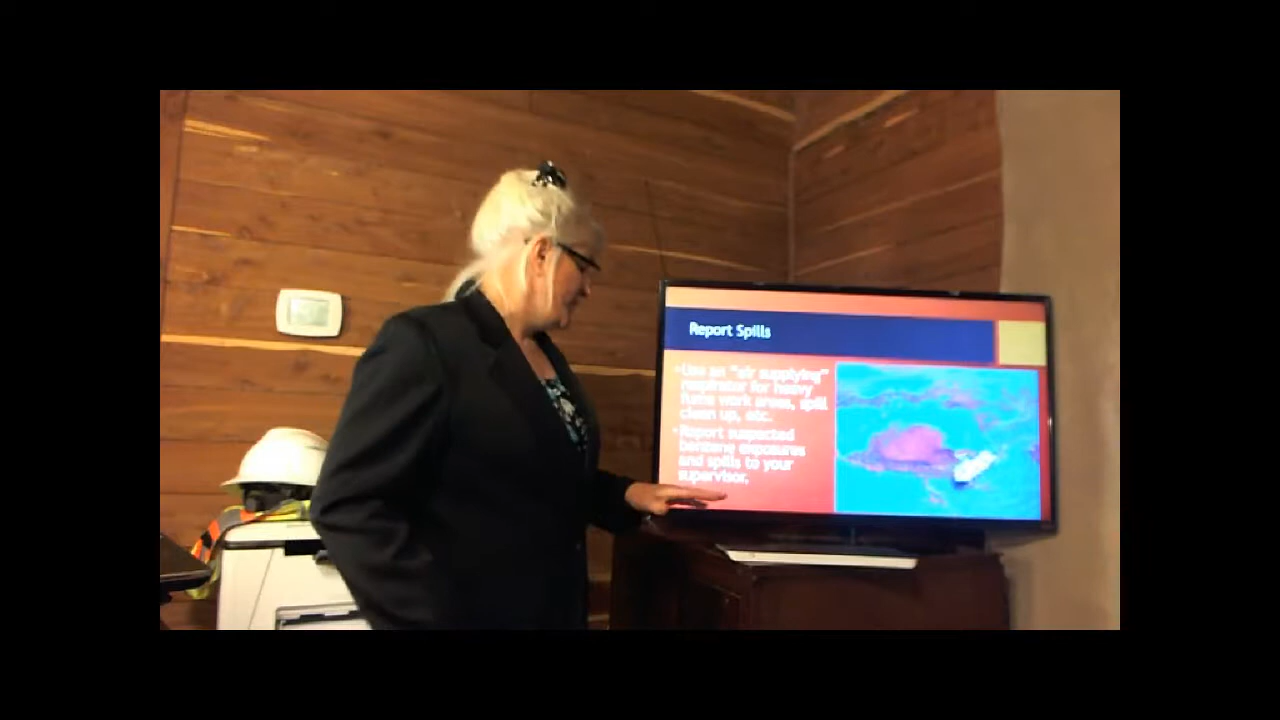 Report Spills
• Use an "air supplying"
respirator for heavy
fume work areas, spill
clean up, etc.
• Report suspected
benzene exposures
and spills to your
supervisor.